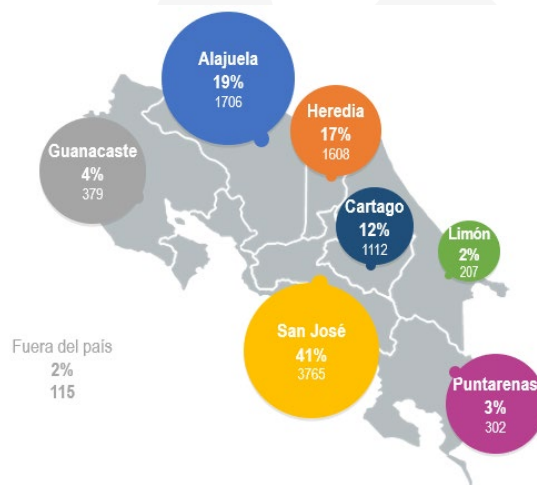 Alajuela
19%
1706
Heredia
17%
1608
Guanacaste
4%
379
Cartago
12%
1112
Limón
2%
207
San José
41%
3765
Fuera del país
2%
115
Puntarenas
3%
302